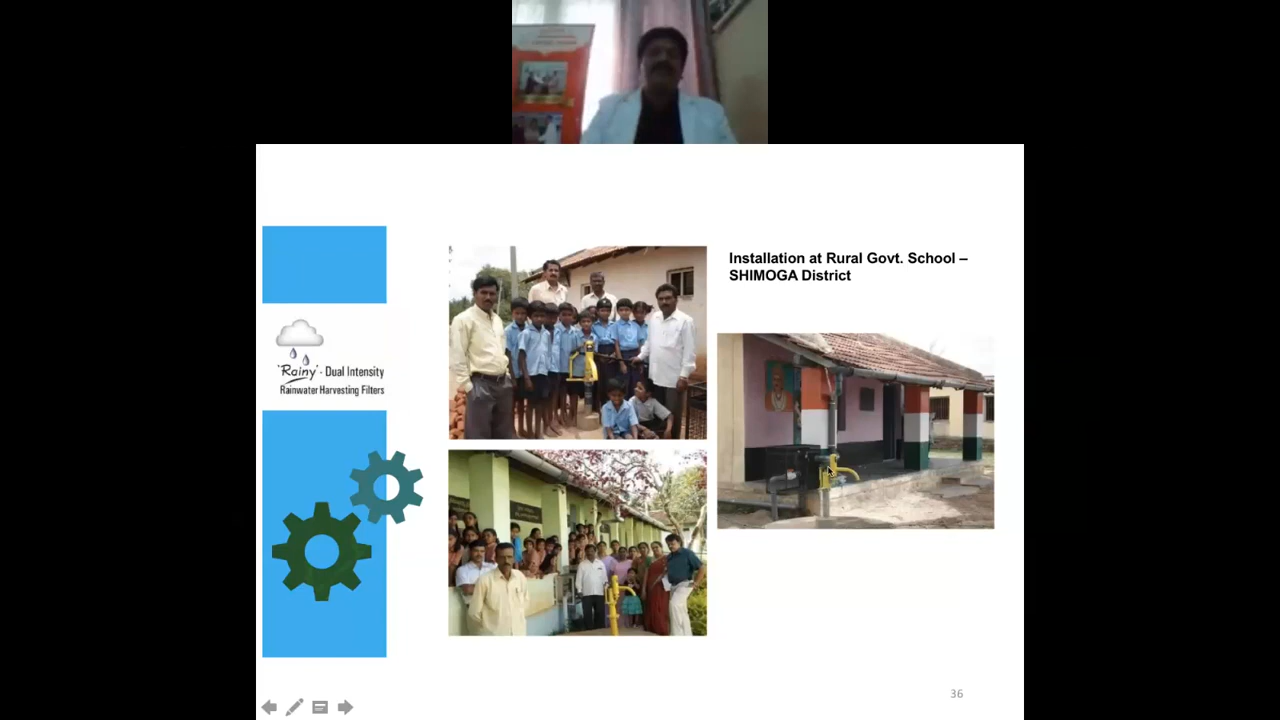 Installation at Rural Govt. School –
SHIMOGA District
'Rainy' - Dual Intensity
Rainwater Harvesting Filters
36